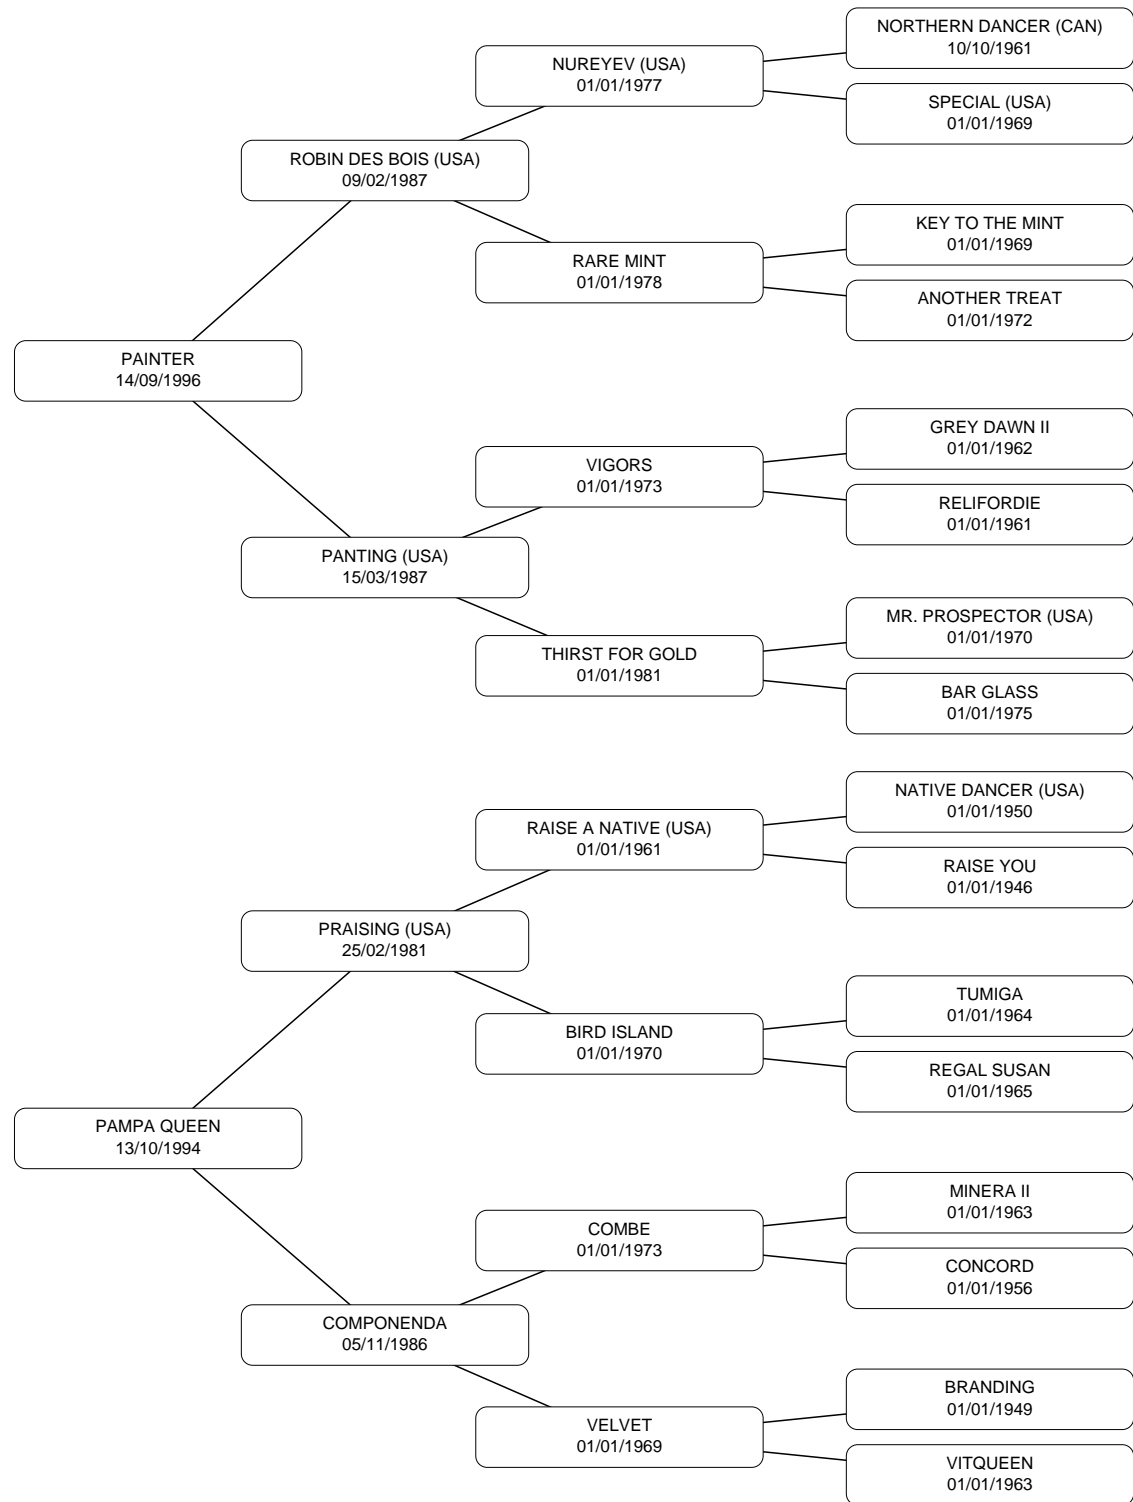 NORTHERN DANCER (CAN)
10/10/1961
NUREYEV (USA)
01/01/1977
SPECIAL (USA)
01/01/1969
ROBIN DES BOIS (USA)
09/02/1987
KEY TO THE MINT
01/01/1969
RARE MINT
01/01/1978
ANOTHER TREAT
01/01/1972
PAINTER
14/09/1996
GREY DAWN II
01/01/1962
VIGORS
01/01/1973
RELIFORDIE
01/01/1961
PANTING (USA)
15/03/1987
MR. PROSPECTOR (USA)
01/01/1970
THIRST FOR GOLD
01/01/1981
BAR GLASS
01/01/1975
NATIVE DANCER (USA)
01/01/1950
RAISE A NATIVE (USA)
01/01/1961
RAISE YOU
01/01/1946
PRAISING (USA)
25/02/1981
TUMIGA
01/01/1964
BIRD ISLAND
01/01/1970
REGAL SUSAN
01/01/1965
PAMPA QUEEN
13/10/1994
MINERA II
01/01/1963
COMBE
01/01/1973
CONCORD
01/01/1956
COMPONENDA
05/11/1986
BRANDING
01/01/1949
VELVET
01/01/1969
VITQUEEN
01/01/1963